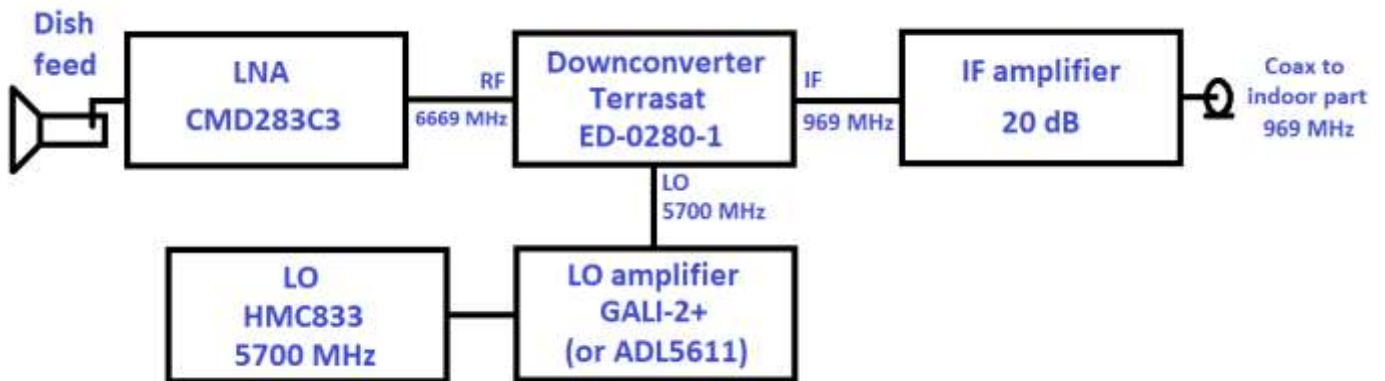 Dish
feed
LNA
CMD283C3
RF
6669 MHz
Downconverter
Terrasat
ED-0280-1
IF
969 MHz
IF amplifier
20 dB
Coax to
indoor part
969 MHz
LO
5700 MHz
LO
HMC833
5700 MHz
LO amplifier
GALI-2+
(or ADL5611)